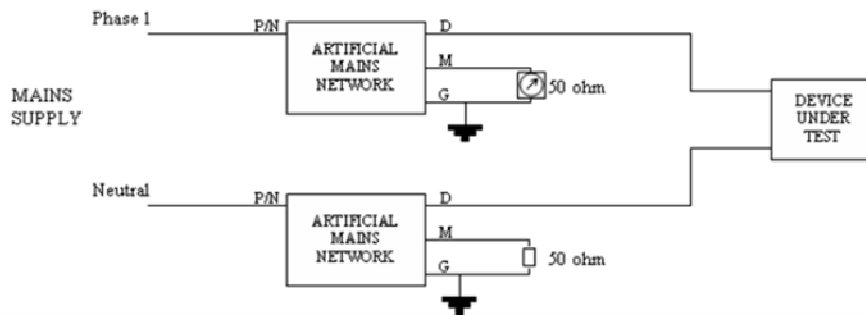 Phase 1
P/N
ARTIFICIAL
MAINS
NETWORK
D
M
G
50 ohm
MAINS
SUPPLY
DEVICE
UNDER
TEST
Neutral
P/N
ARTIFICIAL
MAINS
NETWORK
D
M
G
50 ohm